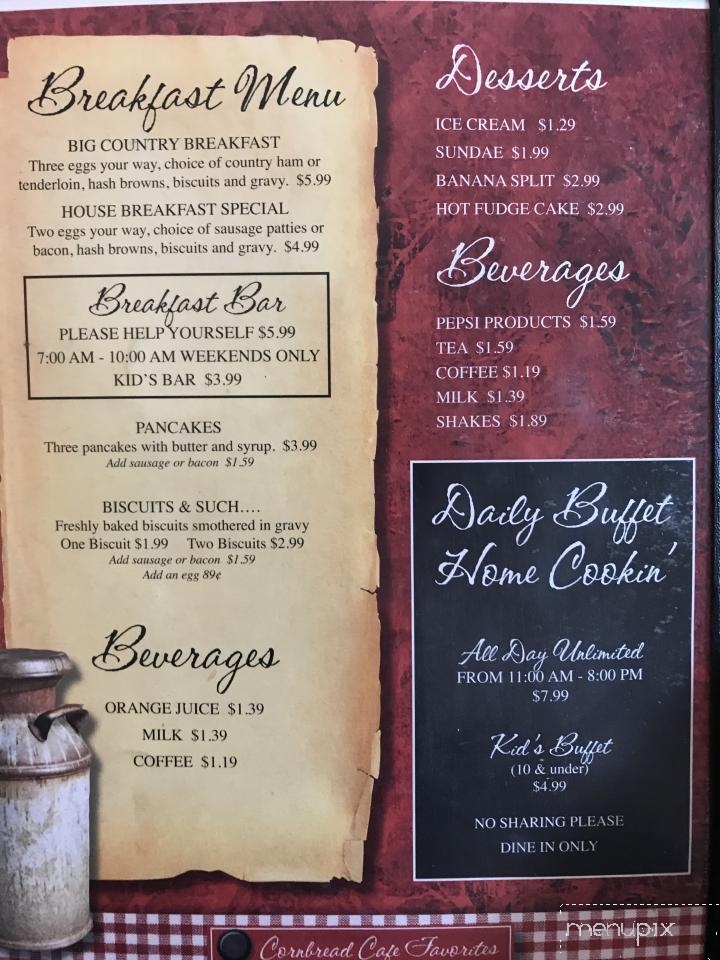 Breakfast Menu
BIG COUNTRY BREAKFAST
Three eggs your way, choice of country ham or
tenderloin, hash browns, biscuits and gravy. $5.99
HOUSE BREAKFAST SPECIAL
Two eggs your way, choice of sausage patties or
bacon, hash browns, biscuits and gravy. $4.99
Breakfast Bar
PLEASE HELP YOURSELF $5.99
7:00 AM - 10:00 AM WEEKENDS ONLY
KID'S BAR $3.99
PANCAKES
Three pancakes with butter and syrup. $3.99
Add sausage or bacon $1.59
BISCUITS & SUCH....
Freshly baked biscuits smothered in gravy
One Biscuit $1.99 Two Biscuits $2.99
Add sausage or bacon $1.59
Add an egg 89¢
Beverages
ORANGE JUICE $1.39
MILK $1.39
COFFEE $1.19
Desserts
ICE CREAM $1.29
SUNDAE $1.99
BANANA SPLIT $2.99
HOT FUDGE CAKE $2.99
Beverages
PEPSI PRODUCTS $1.59
TEA $1.59
COFFEE $1.19
MILK $1.39
SHAKES $1.89
Daily Buffet
Home Cookin'
All Day Unlimited
FROM 11:00 AM - 8:00 PM
$7.99
Kid's Buffet
(10 & under)
$4.99
NO SHARING PLEASE
DINE IN ONLY
Cornbread Cafe Favorites
menupix